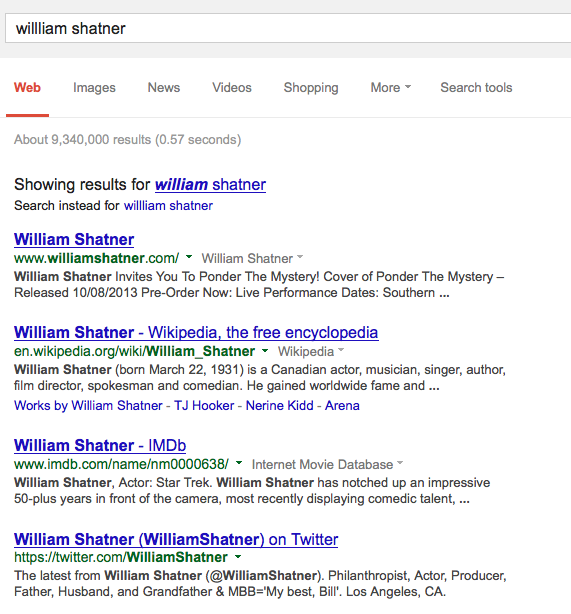 willliam shatner
Web Images News Videos Shopping More Search tools
About 9,340,000 results (0.57 seconds)
Showing results for william shatner
Search instead for willliam shatner
William Shatner
www.williamshatner.com/ William Shatner
William Shatner Invites You To Ponder The Mystery! Cover of Ponder The Mystery –
Released 10/08/2013 Pre-Order Now: Live Performance Dates: Southern ...
William Shatner - Wikipedia, the free encyclopedia
en.wikipedia.org/wiki/William_Shatner Wikipedia
William Shatner (born March 22, 1931) is a Canadian actor, musician, singer, author,
film director, spokesman and comedian. He gained worldwide fame and ...
Works by William Shatner - TJ Hooker - Nerine Kidd - Arena
William Shatner - IMDb
www.imdb.com/name/nm0000638/ Internet Movie Database
William Shatner, Actor: Star Trek. William Shatner has notched up an impressive
50-plus years in front of the camera, most recently displaying comedic talent, ...
William Shatner (WilliamShatner) on Twitter
https://twitter.com/WilliamShatner
The latest from William Shatner (@WilliamShatner). Philanthropist, Actor, Producer,
Father, Husband, and Grandfather & MBB='My best, Bill'. Los Angeles, CA.